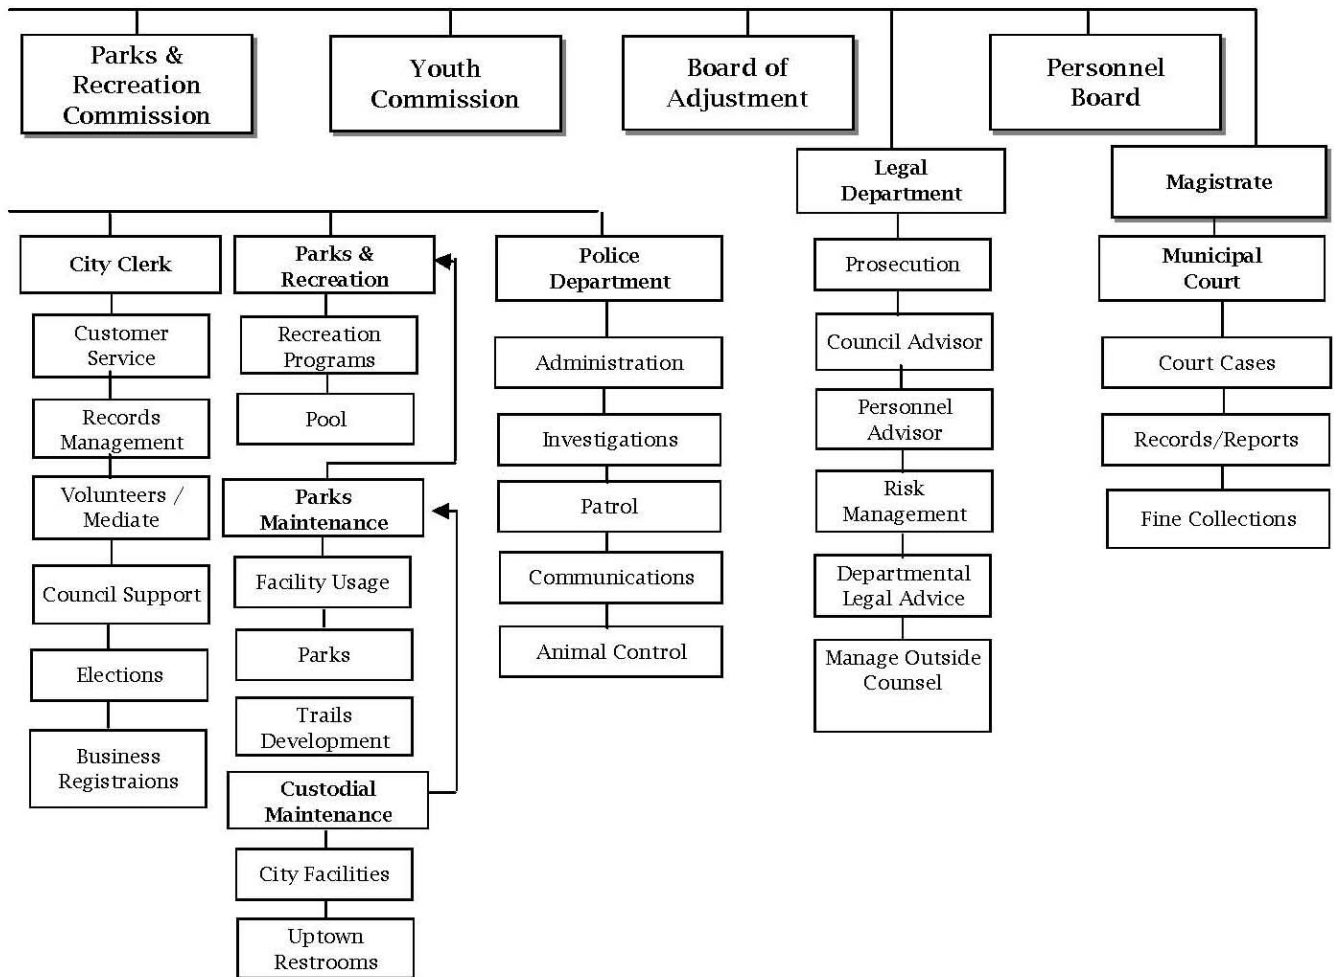 Parks &
Recreation
Commission
Youth
Commission
Board of
Adjustment
Personnel
Board
Legal
Department
Magistrate
City Clerk
Customer
Service
Records
Management
Volunteers /
Mediate
Council Support
Elections
Business
Registraions
Parks &
Recreation
Recreation
Programs
Pool
Parks
Maintenance
Facility Usage
Parks
Trails
Development
Custodial
Maintenance
City Facilities
Uptown
Restrooms
Police
Department
Administration
Investigations
Patrol
Communications
Animal Control
Prosecution
Council Advisor
Personnel
Advisor
Risk
Management
Departmental
Legal Advice
Manage Outside
Counsel
Municipal
Court
Court Cases
Records/Reports
Fine Collections